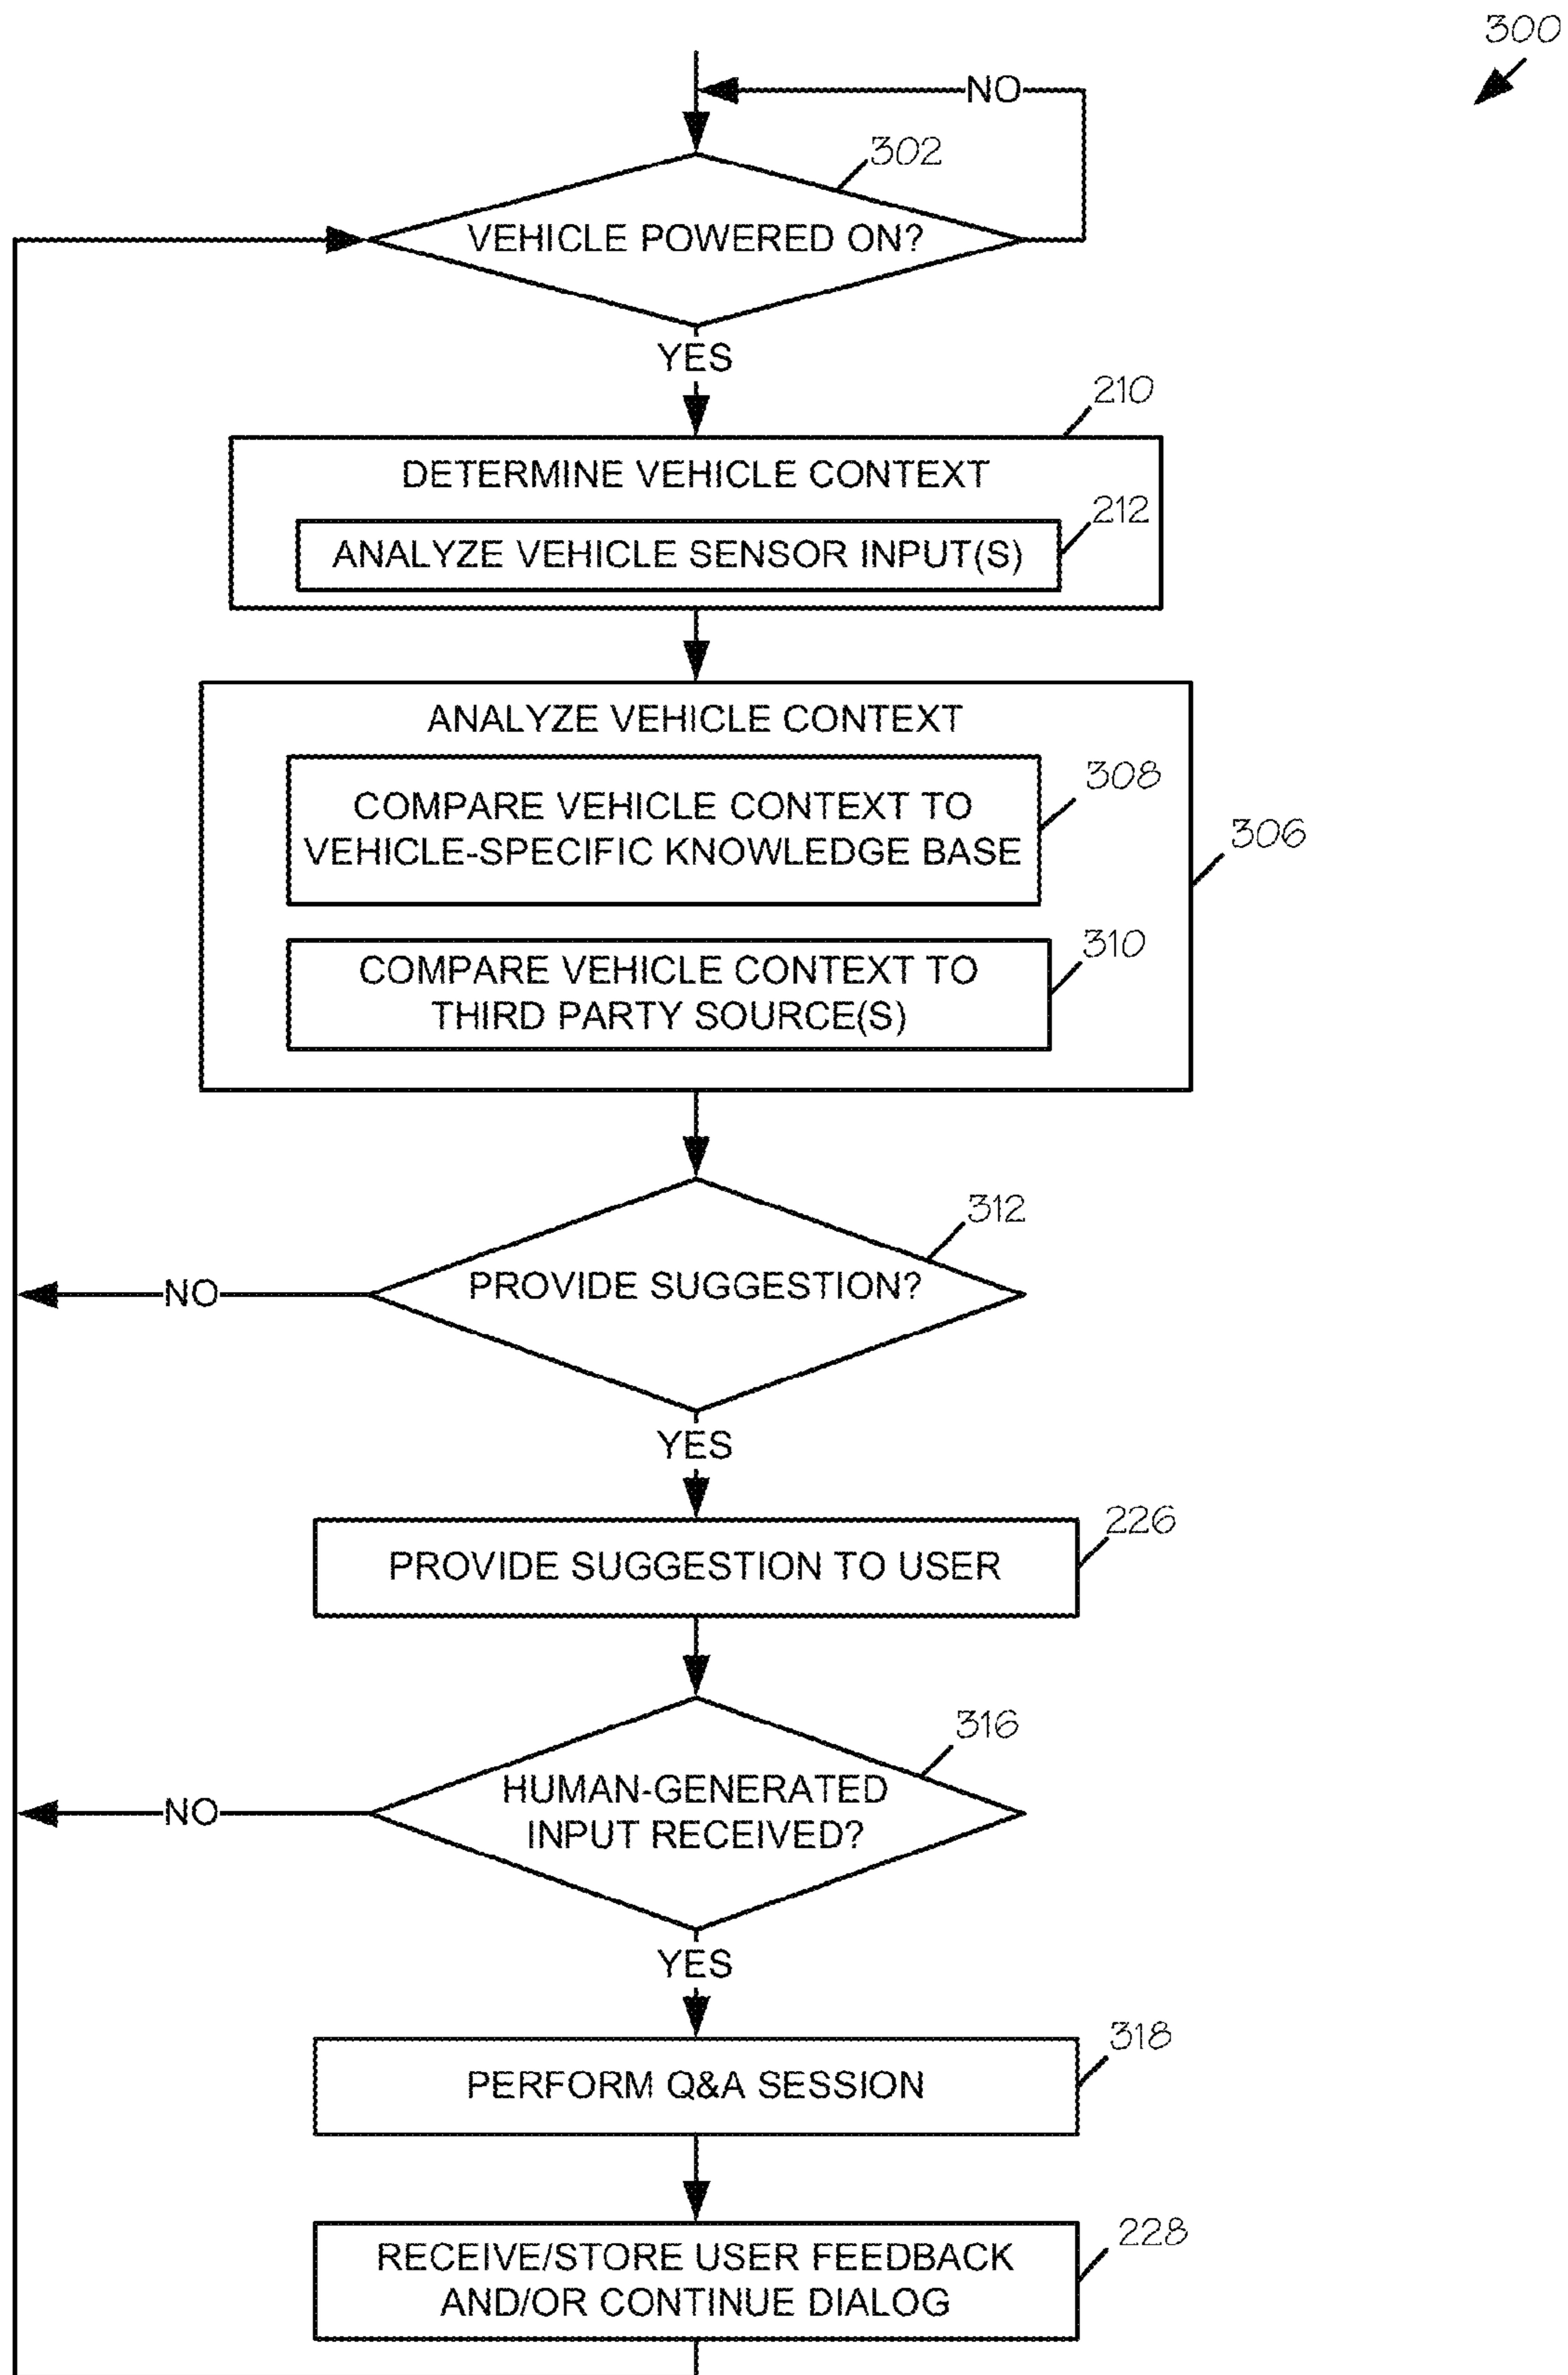 300
NO
302
VEHICLE POWERED ON?
YES
210
DETERMINE VEHICLE CONTEXT
212
ANALYZE VEHICLE SENSOR INPUT(S)
ANALYZE VEHICLE CONTEXT
308
COMPARE VEHICLE CONTEXT TO
VEHICLE-SPECIFIC KNOWLEDGE BASE
306
310
COMPARE VEHICLE CONTEXT TO
THIRD PARTY SOURCE(S)
312
PROVIDE SUGGESTION?
NO
YES
226
PROVIDE SUGGESTION TO USER
316
HUMAN-GENERATED
INPUT RECEIVED?
NO
YES
318
PERFORM Q&A SESSION
228
RECEIVE/STORE USER FEEDBACK
AND/OR CONTINUE DIALOG